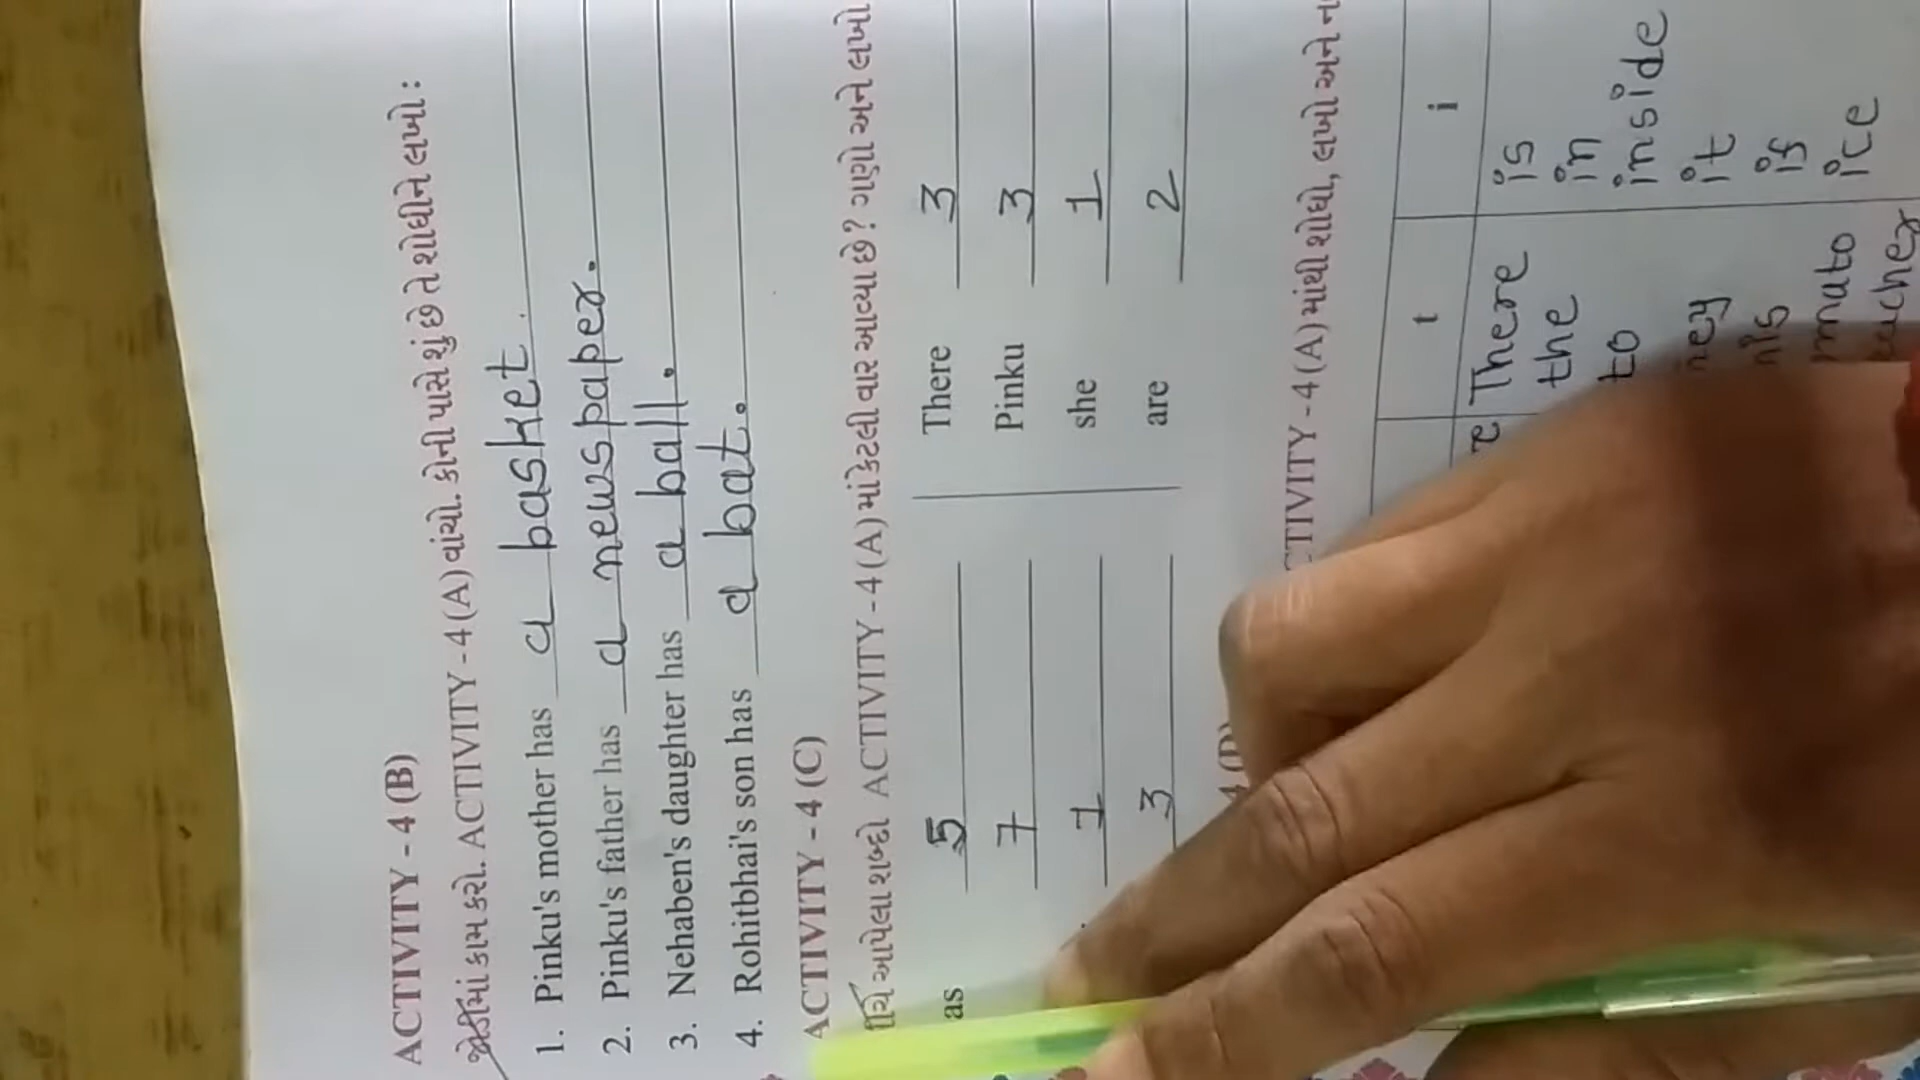 ACTIVITY - 4 (B)
જોડીમાં કામ કરો. ACTIVITY - 4 (A) વાંચો. કોની પાસે શું છે તે શોધીને લખો :
1. Pinku's mother has a basket.
2. Pinku's father has a newspaper.
3. Nehaben's daughter has a ball.
4. Rohitbhai's son has a bat.
ACTIVITY - 4 (C)
આપેલા શબ્દો ACTIVITY - 4 (A) માં કેટલી વાર આવ્યા છે? ગણો અને લખો
as 5 There 3
7 Pinku 3
1 she 1
3 are 2
- 4 (A) માંથી શોધો, લખો અને
t i
There is
the in
to inside
it
if
ice